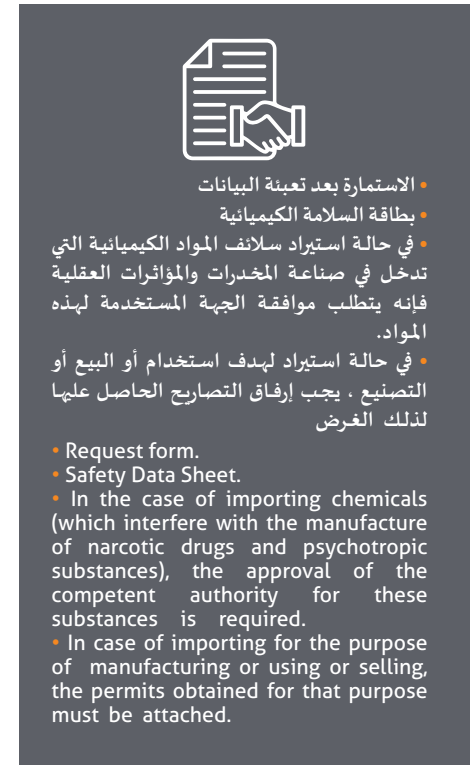 • الاستمارة بعد تعبئة البيانات
• بطاقة السلامة الكيميائية
• في حالة استيراد سلائف المواد الكيميائية التي
تدخل في صناعة المخدرات والمؤثرات العقلية
فإنه يتطلب موافقة الجهة المستخدمة لهذه
المواد.
• في حالة استيراد لهدف استخدام أو البيع أو
التصنيع ، يجب إرفاق التصاريح الحاصل عليها
لذلك الغرض
• Request form.
• Safety Data Sheet.
• In the case of importing chemicals
(which interfere with the manufacture
of narcotic drugs and psychotropic
substances), the approval of the
competent authority for these
substances is required.
• In case of importing for the purpose
of manufacturing or using or selling,
the permits obtained for that purpose
must be attached.